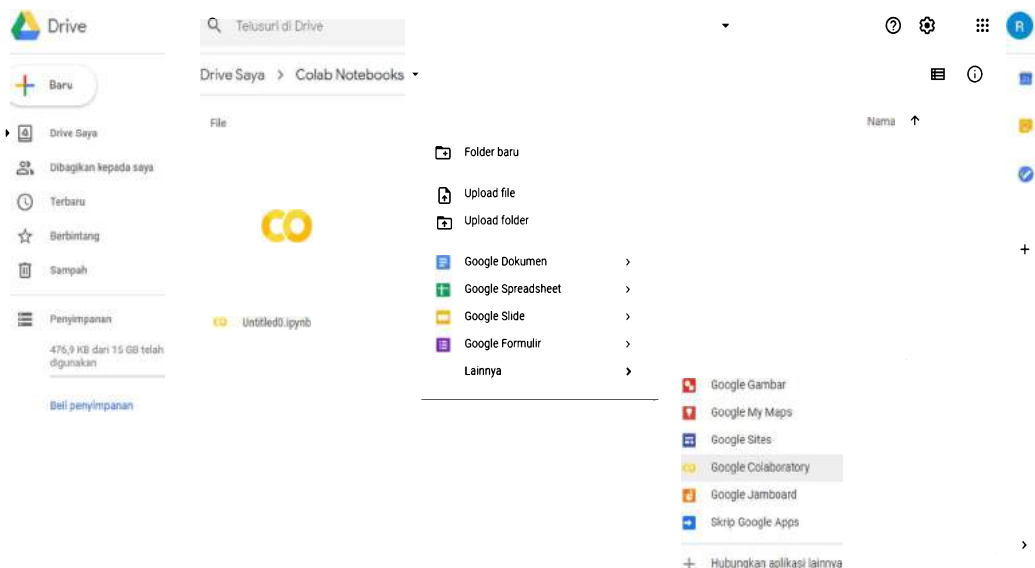 Drive
Telusuri di Drive
R
Baru
Drive Saya > Colab Notebooks
Drive Saya
Dibagikan kepada saya
Terbaru
Berbintang
Sampah
Penyimpanan
476,9 KB dari 15 GB telah
digunakan
Beli penyimpanan
File
Nama
CO
Untitled0.ipynb
Folder baru
Upload file
Upload folder
Google Dokumen
Google Spreadsheet
Google Slide
Google Formulir
Lainnya
Google Gambar
Google My Maps
Google Sites
Google Colaboratory
Google Jamboard
Skrip Google Apps
Hubungkan aplikasi lainnya